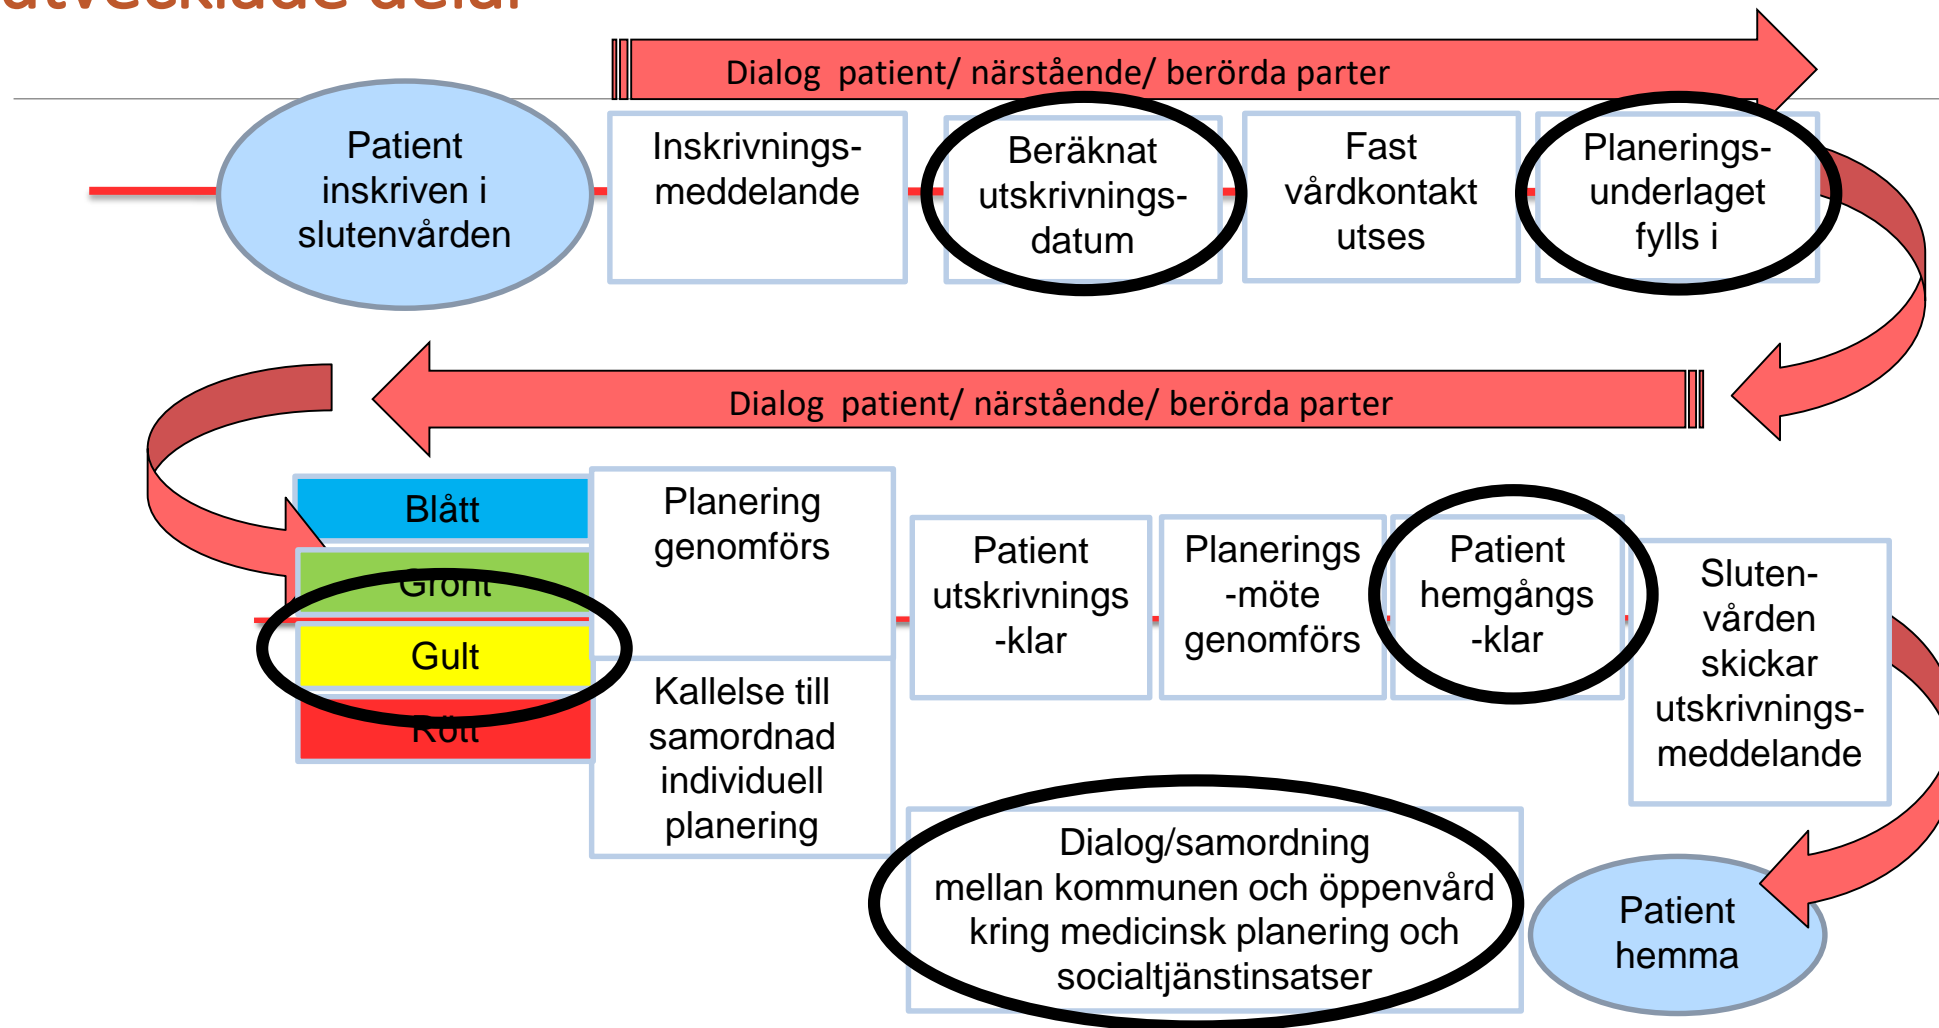 utvecklade delar
Dialog patient/ närstående/ berörda parter
Patient
inskriven i
slutenvården
Inskrivnings-
meddelande
Beräknat
utskrivnings-
datum
Fast
vårdkontakt
utses
Planerings-
underlaget
fylls i
Dialog patient/ närstående/ berörda parter
Blått
Grönt
Gult
Rött
Planering
genomförs
Kallelse till
samordnad
individuell
planering
Patient
utskrivnings
-klar
Planerings
-möte
genomförs
Patient
hemgångs
-klar
Sluten-
vården
skickar
utskrivnings-
meddelande
Dialog/samordning
mellan kommunen och öppenvård
kring medicinsk planering och
socialtjänstinsatser
Patient
hemma